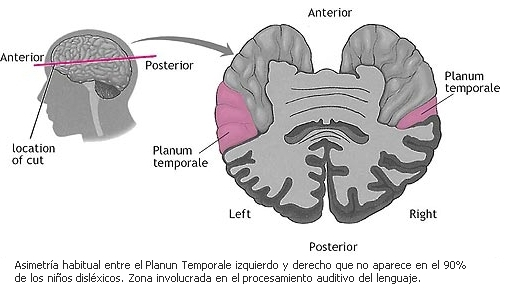 Anterior
Anterior
Posterior
Planum
temporale
location
of cut
Planum
temporale
Left
Right
Posterior
Asimetría habitual entre el Planun Temporale izquierdo y derecho que no aparece en el 90%
de los niños disléxicos. Zona involucrada en el procesamiento auditivo del lenguaje.